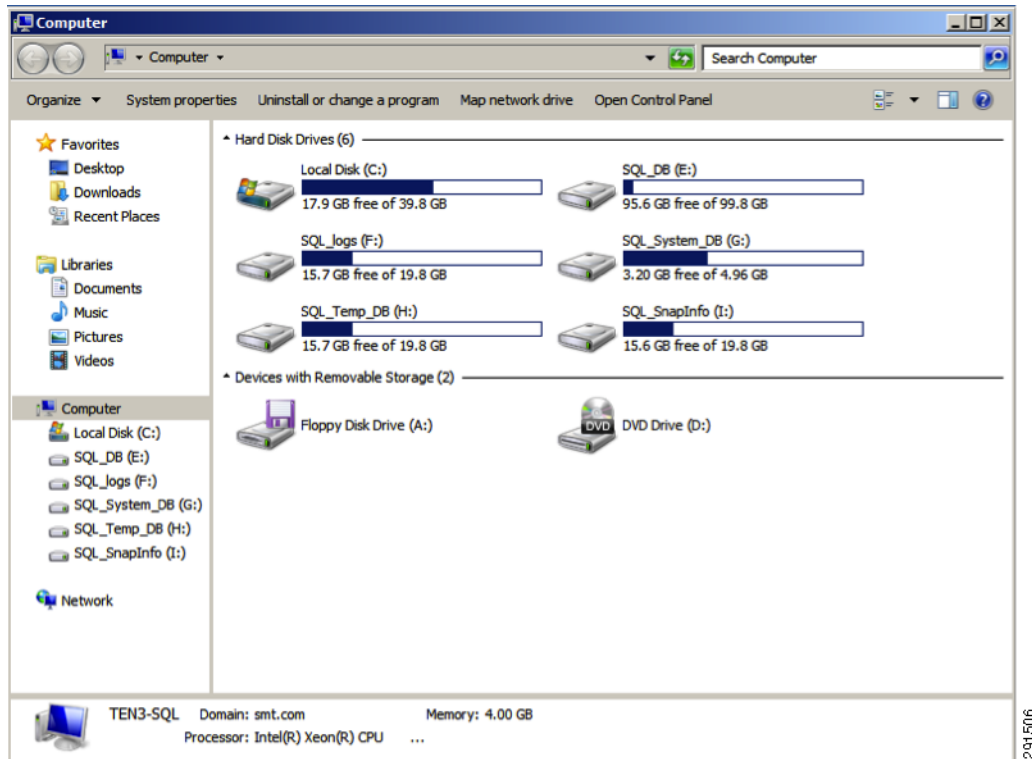 Computer
Computer
Search Computer
Organize System properties Uninstall or change a program Map network drive Open Control Panel
Favorites
Desktop
Downloads
Recent Places
Libraries
Documents
Music
Pictures
Videos
Computer
Local Disk (C:)
SQL_DB (E:)
SQL_logs (F:)
SQL_System_DB (G:)
SQL_Temp_DB (H:)
SQL_SnapInfo (I:)
Network
Hard Disk Drives (6)
Local Disk (C:)
17.9 GB free of 39.8 GB
SQL_DB (E:)
95.6 GB free of 99.8 GB
SQL_logs (F:)
15.7 GB free of 19.8 GB
SQL_System_DB (G:)
3.20 GB free of 4.96 GB
SQL_Temp_DB (H:)
15.7 GB free of 19.8 GB
SQL_SnapInfo (I:)
15.6 GB free of 19.8 GB
Devices with Removable Storage (2)
Floppy Disk Drive (A:)
DVD
DVD Drive (D:)
TEN3-SQL Domain: smt.com Memory: 4.00 GB
Processor: Intel(R) Xeon(R) CPU ...
291506